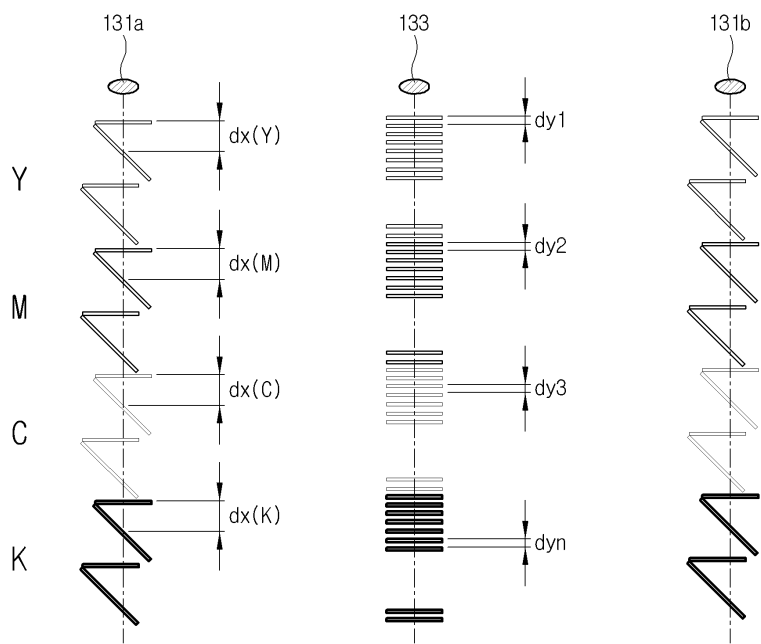 131a
133
131b
dx(Y)
dy1
Y
dx(M)
dy2
M
dx(C)
dy3
C
dx(K)
dyn
K